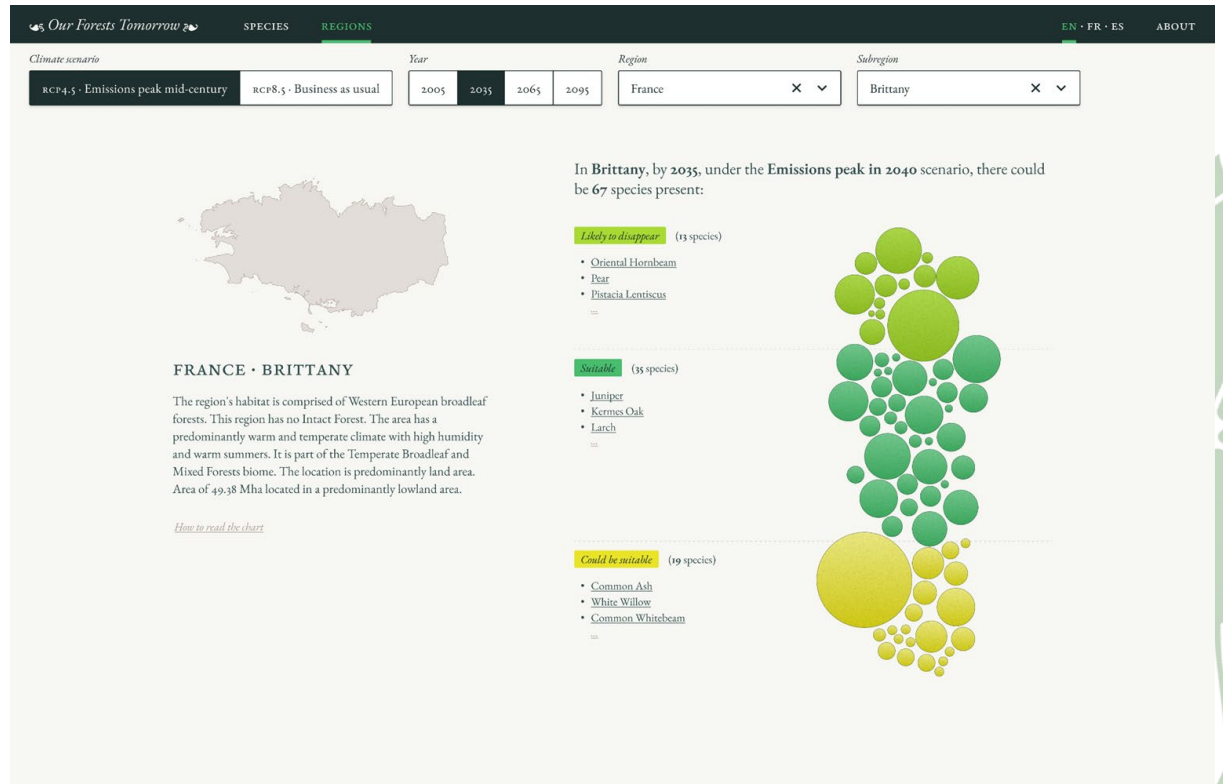 Our Forests Tomorrow SPECIES REGIONS EN · FR · ES ABOUT
Climate scenario Year Region Subregion
RCP4.5 · Emissions peak mid-century RCP8.5 · Business as usual 2005 2035 2065 2095 France Brittany
In Brittany, by 2035, under the Emissions peak in 2040 scenario, there could
be 67 species present:
Likely to disappear (13 species)
• Oriental Hornbeam
• Pear
• Pistacia Lentiscus
...
FRANCE · BRITTANY
The region's habitat is comprised of Western European broadleaf
forests. This region has no Intact Forest. The area has a
predominantly warm and temperate climate with high humidity
and warm summers. It is part of the Temperate Broadleaf and
Mixed Forests biome. The location is predominantly land area.
Area of 49.38 Mha located in a predominantly lowland area.
How to read the chart
Suitable (35 species)
• Juniper
• Kermes Oak
• Larch
...
Could be suitable (19 species)
• Common Ash
• White Willow
• Common Whitebeam
...